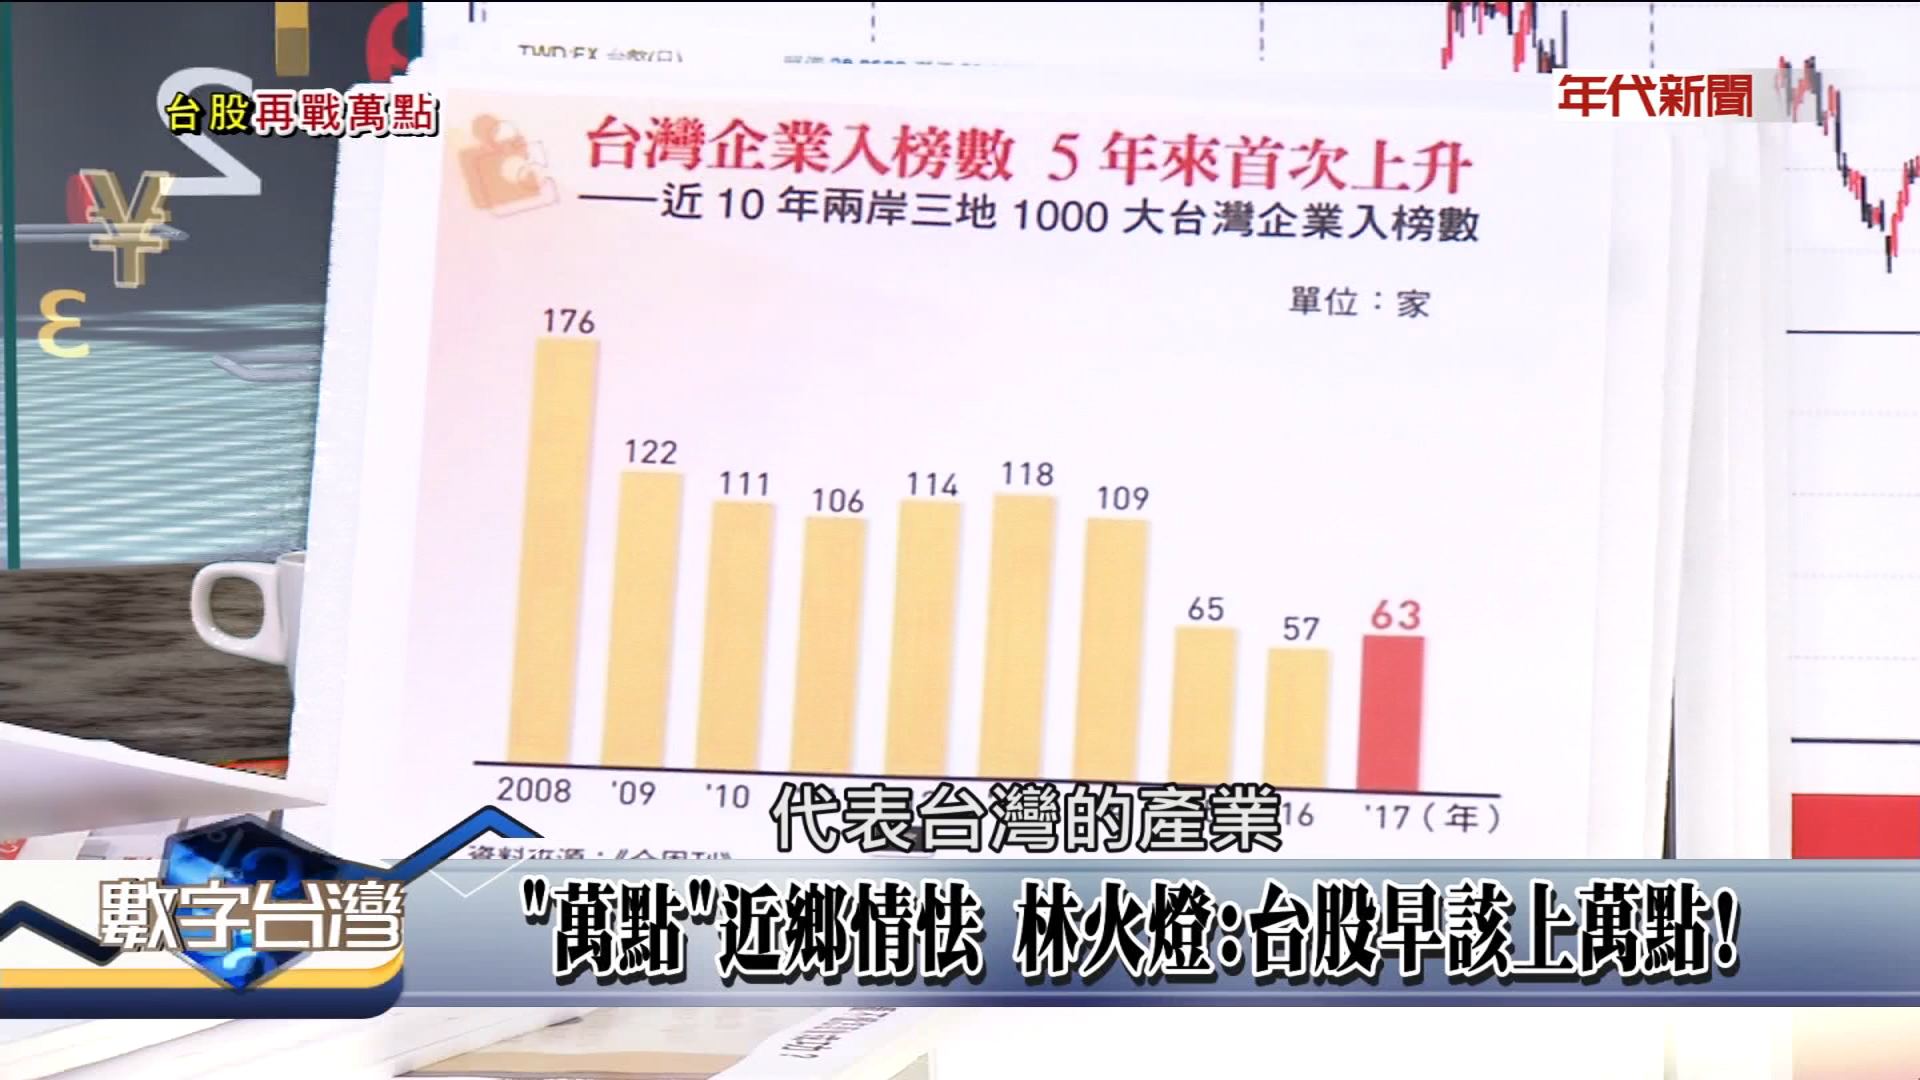 台股再戰萬點
年代新聞
台灣企業入榜數 5年來首次上升
──近10年兩岸三地1000大台灣企業入榜數
單位：家
176
122
111
106
114
118
109
65
57
63
2008 '09 '10 16 '17（年）
代表台灣的產業
數字台灣
"萬點"近鄉情怯 林火燈:台股早該上萬點!